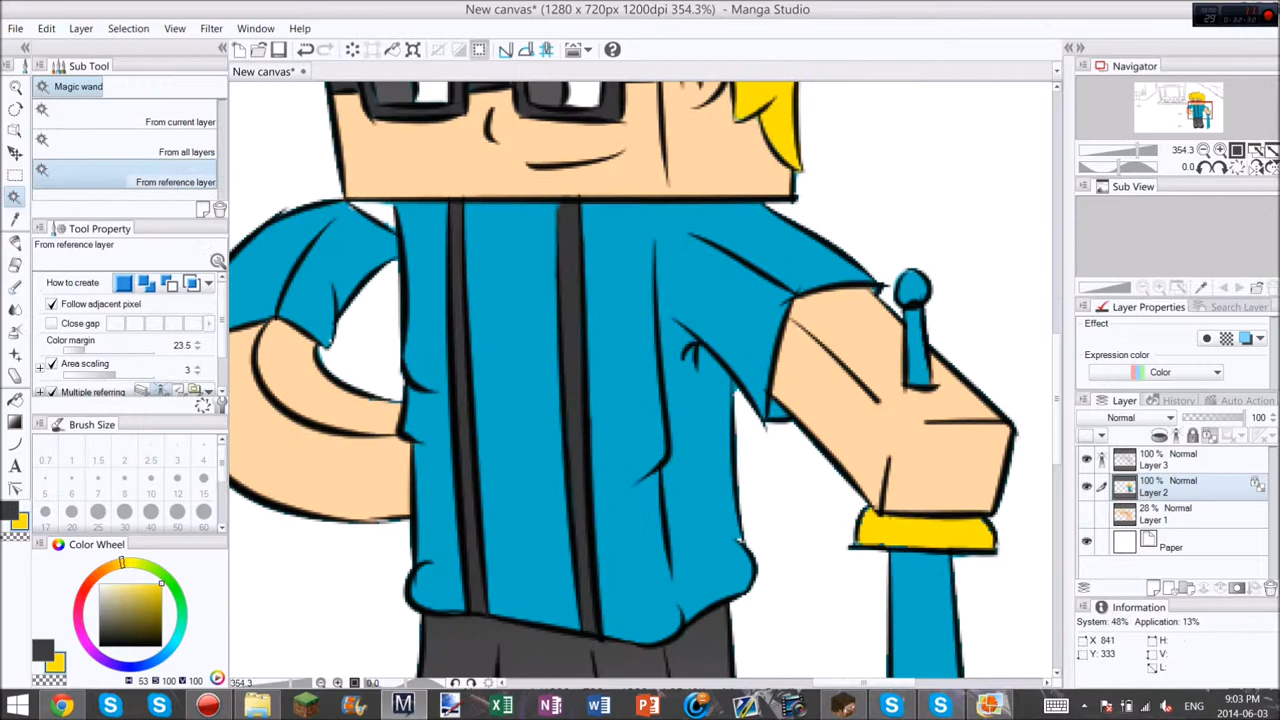 New canvas* (1280 x 720px 1200dpi 354.3%) - Manga Studio
File Edit Layer Selection View Filter Window Help
New canvas*
Sub Tool
Magic wand
From current layer
From all layers
From reference layer
Tool Property
From reference layer
How to create
Follow adjacent pixel
Close gap
Color margin
23.5
Area scaling
3
Multiple referring
Brush Size
0.7 1 1.5 2 2.5 3 4
5 6 7 8 10 12 15
17 20 25 30 40 50 60
Color Wheel
H 53 S 100 V 100
354.3 0.0
Navigator
354.3
0.0
Sub View
Layer Properties Search Layer
Effect
Expression color
Color
Layer History Auto Action
Normal 100
100 % Normal
Layer 3
100 % Normal
Layer 2
28 % Normal
Layer 1
Paper
Information
System: 48% Application: 13%
X 841 H:
Y: 333 V:
L:
ENG
9:03 PM
2014-06-03